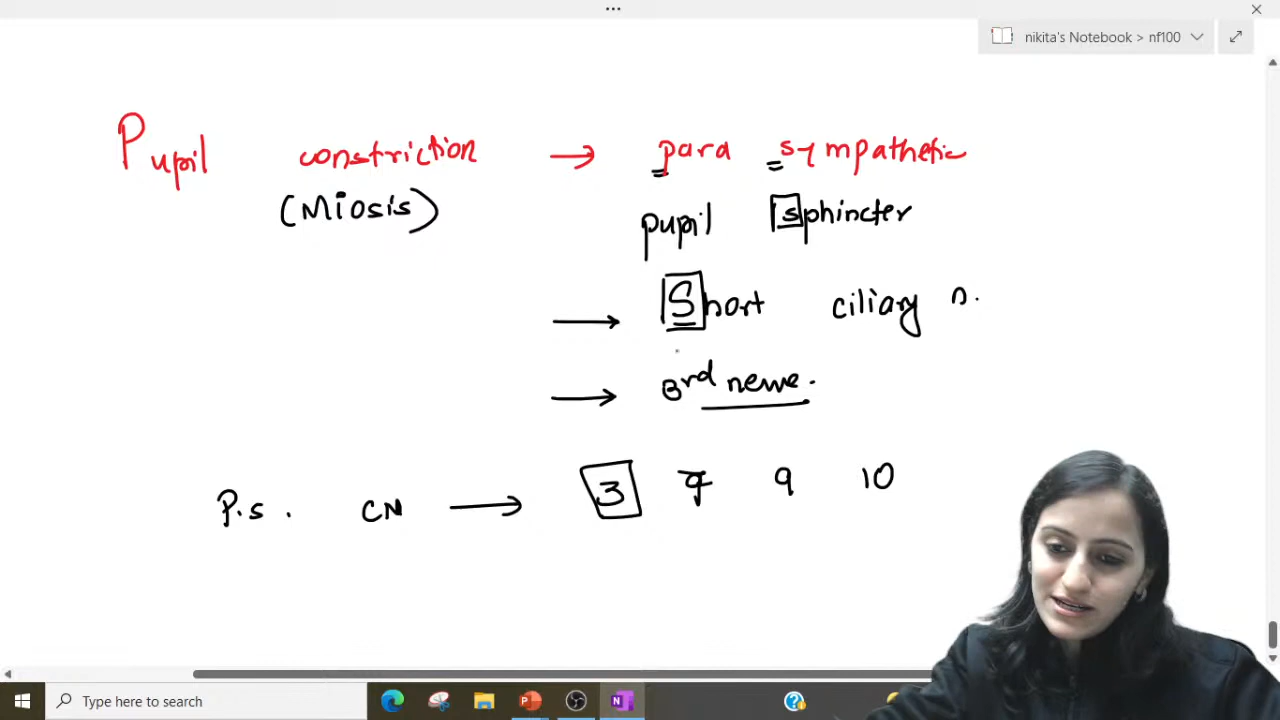 nikita's Notebook > nf100
Pupil constriction → para sympathetic
(Miosis) pupil sphincter
→ Short ciliary n.
→ 3rd nerve.
P.s. CN → 3 7 9 10
Type here to search